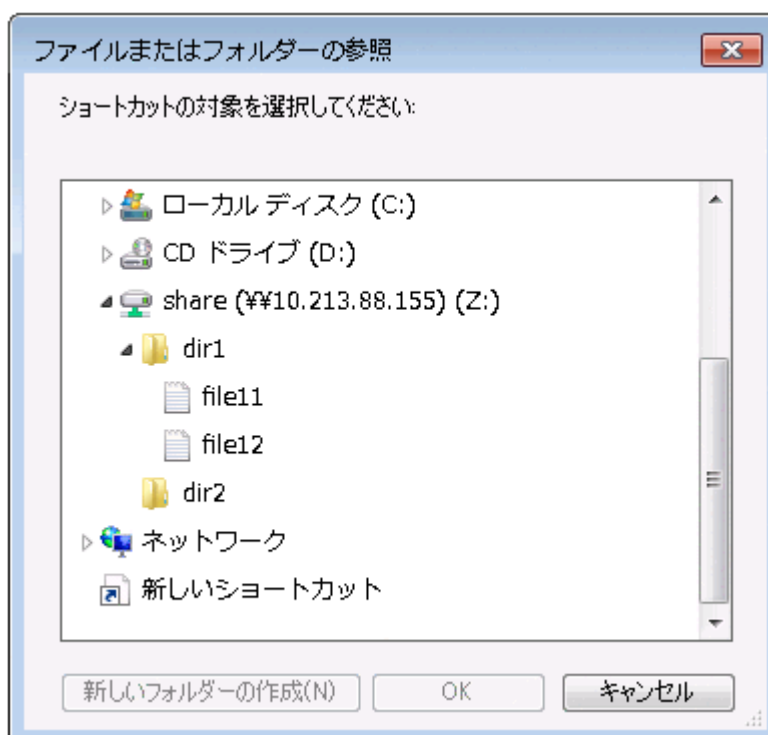 ファイルまたはフォルダーの参照
ショートカットの対象を選択してください:
ローカル ディスク (C:)
CD ドライブ (D:)
share (¥¥10.213.88.155) (Z:)
dir1
file11
file12
dir2
ネットワーク
新しいショートカット
新しいフォルダーの作成(N) OK キャンセル